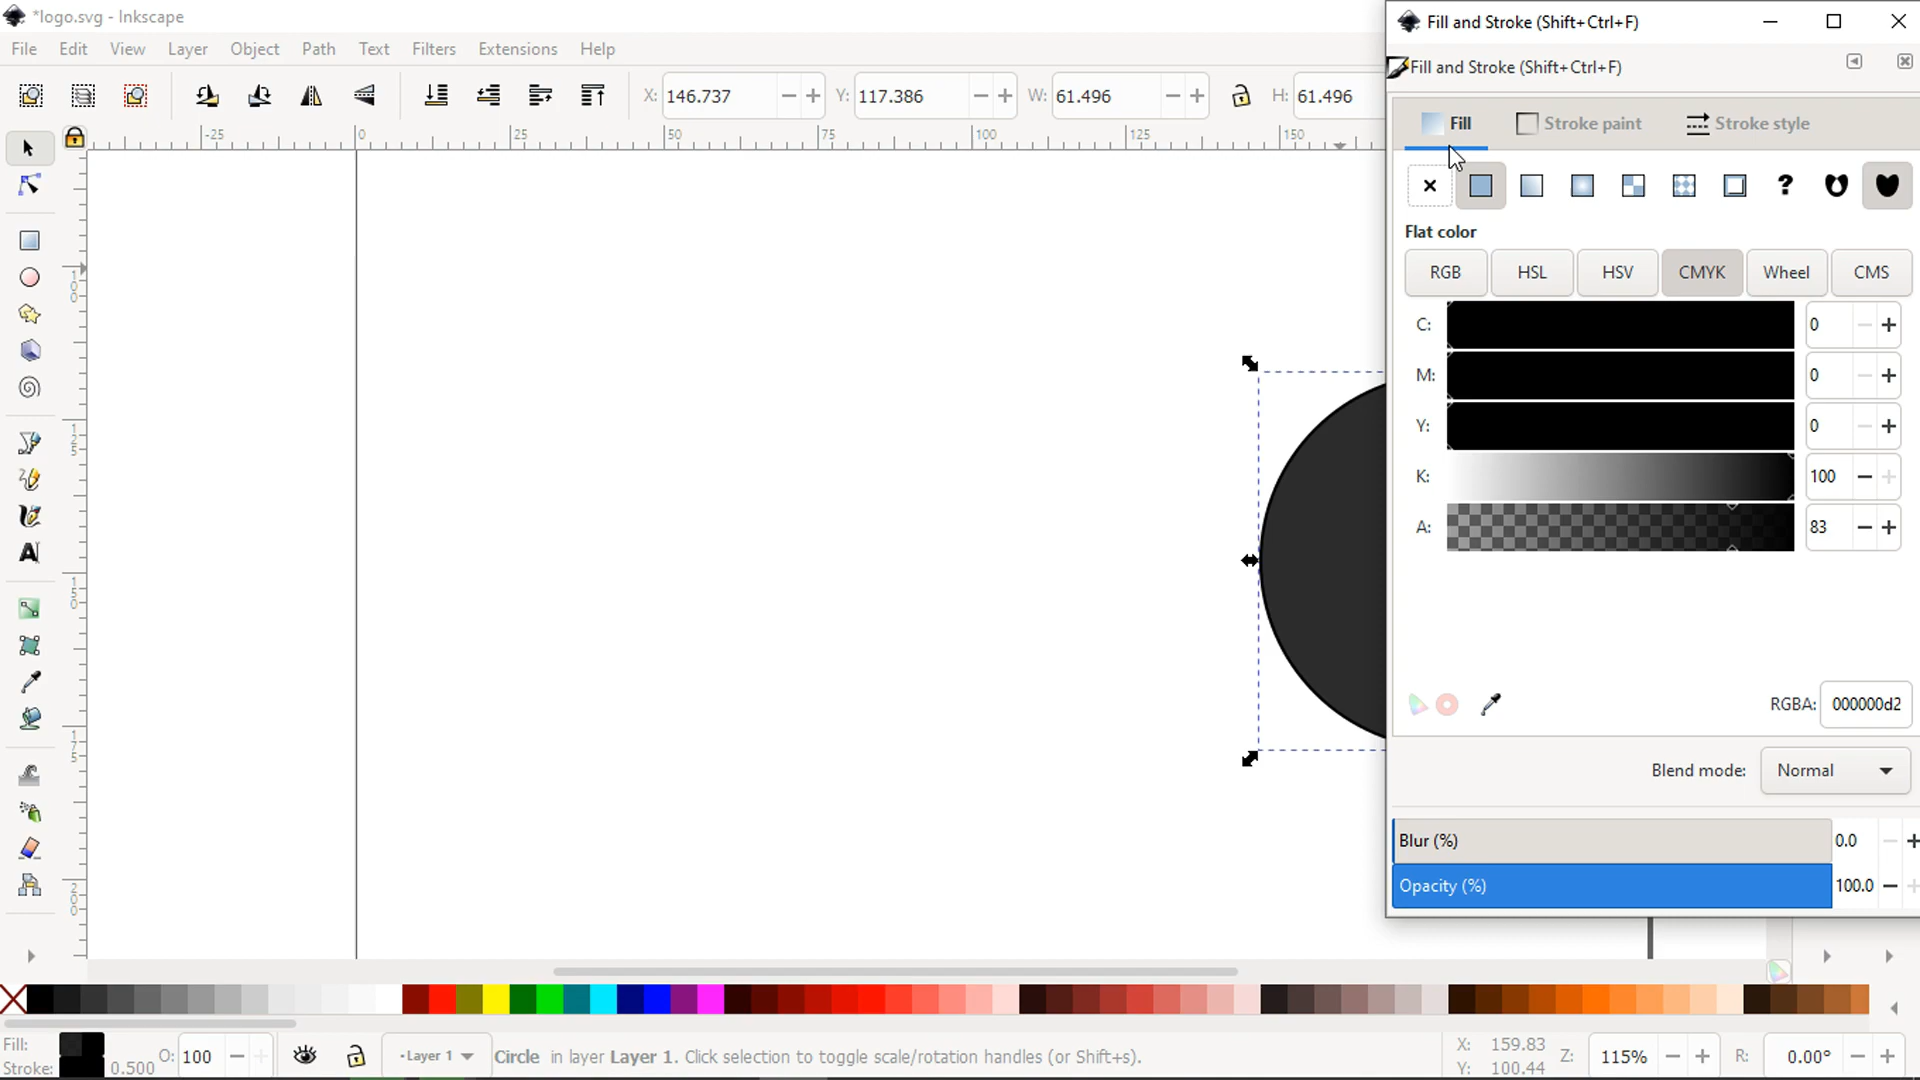 *logo.svg - Inkscape
File Edit View Layer Object Path Text Filters Extensions Help
X: 146.737 Y: 117.386 W: 61.496 H: 61.496
-25 0 25 50 75 100 125 150
100
125
150
175
200
Fill and Stroke (Shift+Ctrl+F)
Fill and Stroke (Shift+Ctrl+F)
Fill Stroke paint Stroke style
Flat color
RGB HSL HSV CMYK Wheel CMS
C: 0
M: 0
Y: 0
K: 100
A: 83
RGBA: 000000d2
Blend mode: Normal
Blur (%) 0.0
Opacity (%) 100.0
Fill:
Stroke: 0.500 O: 100 Layer 1 Circle in layer Layer 1. Click selection to toggle scale/rotation handles (or Shift+s).
X: 159.83
Y: 100.44
Z: 115% R: 0.00°